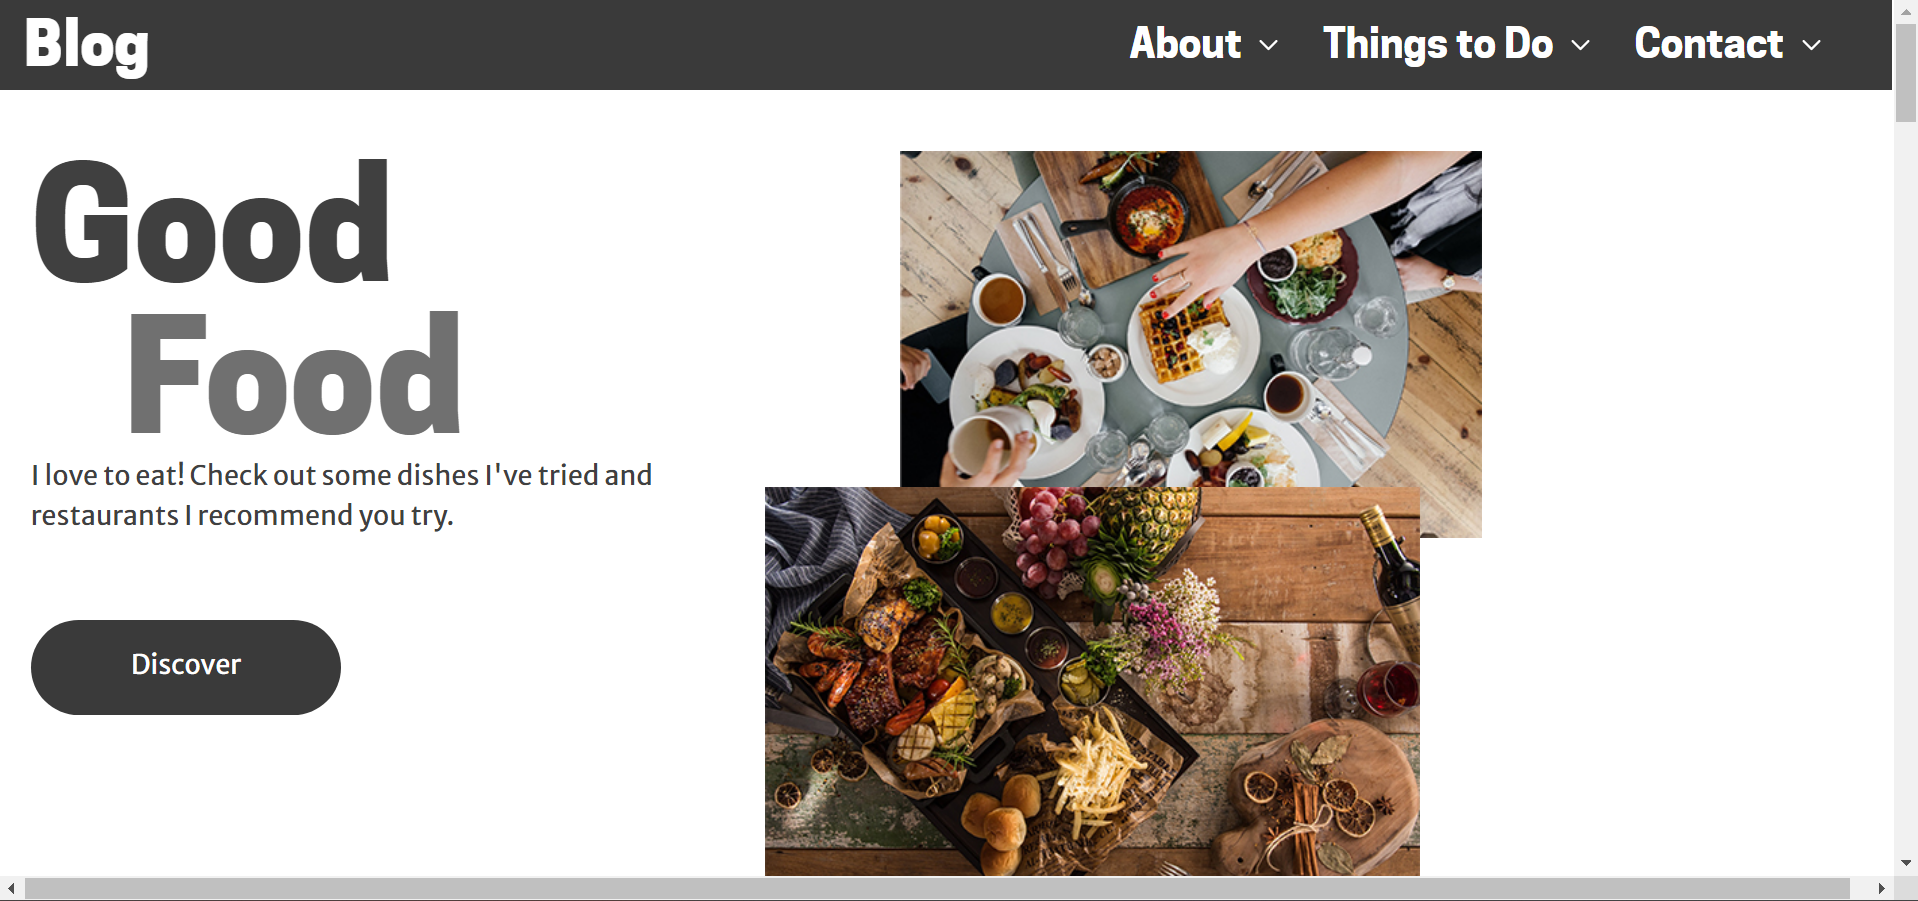 Blog
About
Things to Do
Contact
Good
Food
I love to eat! Check out some dishes I've tried and
restaurants I recommend you try.
Discover